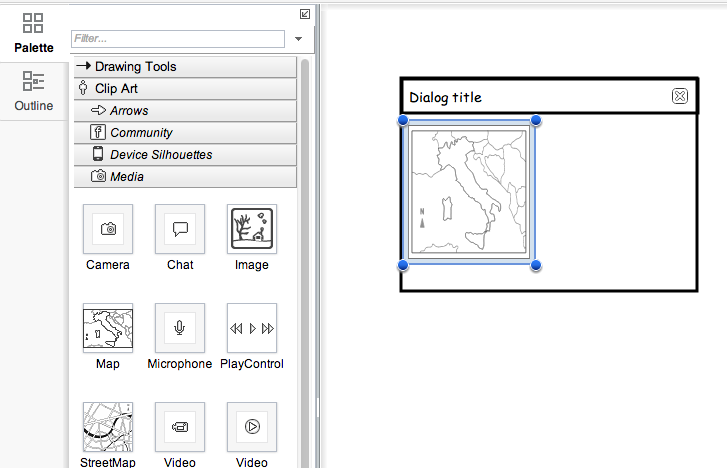 Palette
Outline
Filter...
Drawing Tools
Clip Art
Arrows
Community
Device Silhouettes
Media
Camera
Chat
Image
Map
Microphone
PlayControl
StreetMap
Video
Video
Dialog title
N